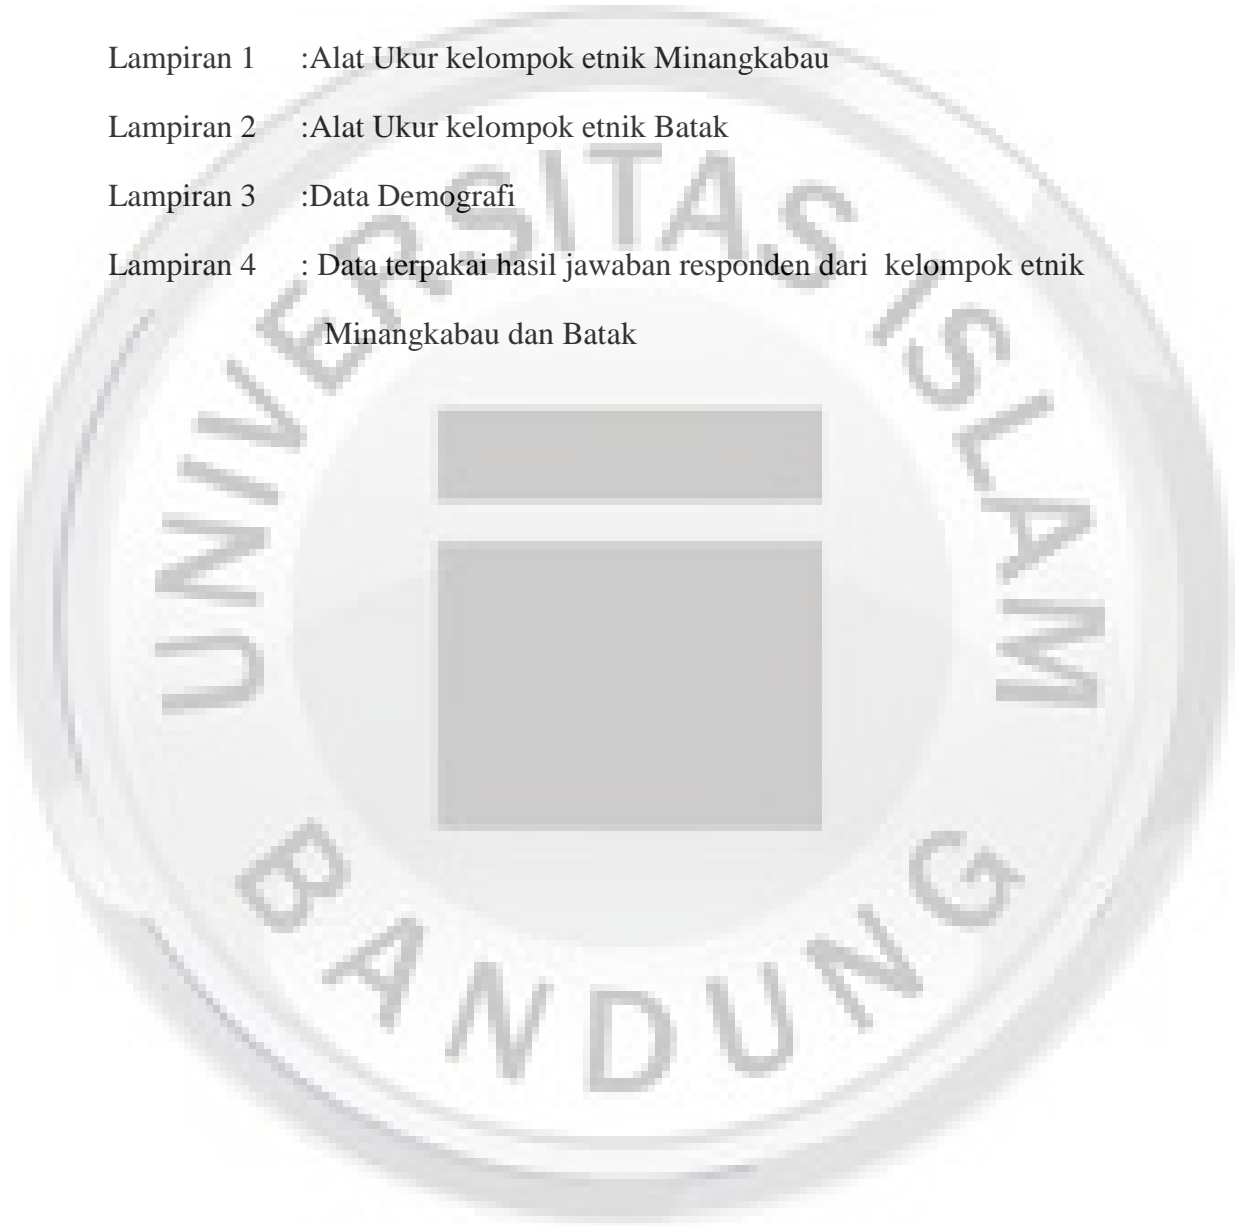 Lampiran 1 :Alat Ukur kelompok etnik Minangkabau
Lampiran 2 :Alat Ukur kelompok etnik Batak
Lampiran 3 :Data Demografi
Lampiran 4 : Data terpakai hasil jawaban responden dari kelompok etnik
Minangkabau dan Batak
UNIVERSITAS ISLAM
BANDUNG